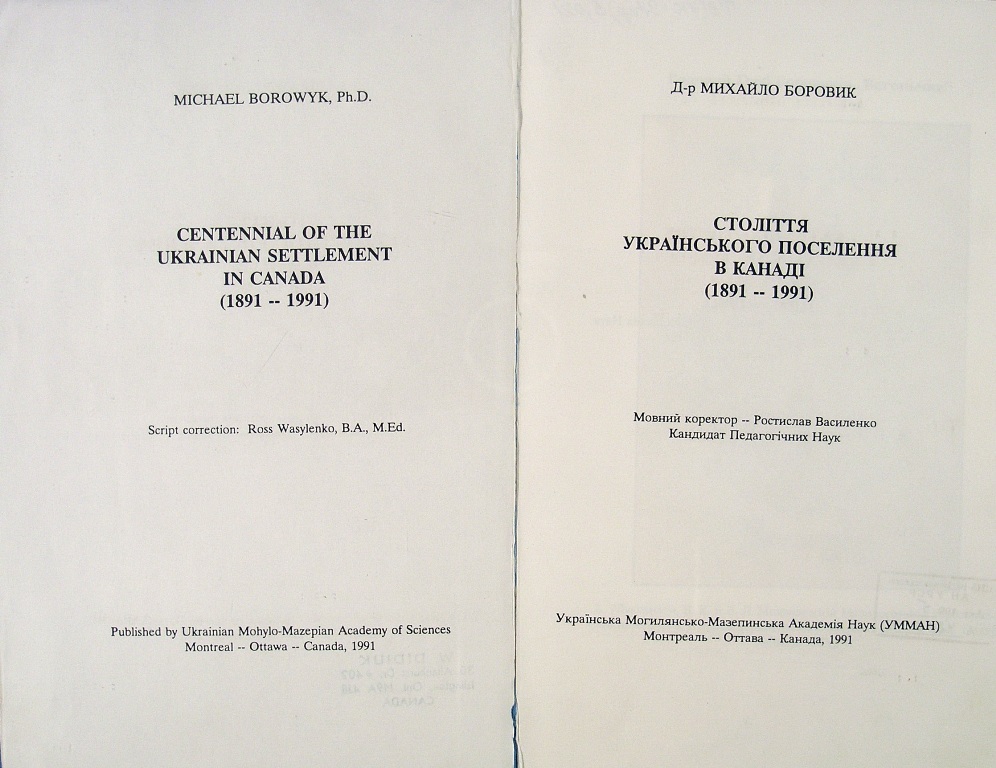 MICHAEL BOROWYK, Ph.D.
CENTENNIAL OF THE
UKRAINIAN SETTLEMENT
IN CANADA
(1891 -- 1991)
Script correction: Ross Wasylenko, B.A., M.Ed.
Published by Ukrainian Mohylo-Mazepian Academy of Sciences
Montreal -- Ottawa -- Canada, 1991
Д-р МИХАЙЛО БОРОВИК
СТОЛІТТЯ
УКРАЇНСЬКОГО ПОСЕЛЕННЯ
В КАНАДІ
(1891 -- 1991)
Мовний коректор -- Ростислав Василенко
Кандидат Педагогічних Наук
Українська Могилянсько-Мазепинська Академія Наук (УММАН)
Монтреаль -- Оттава -- Канада, 1991